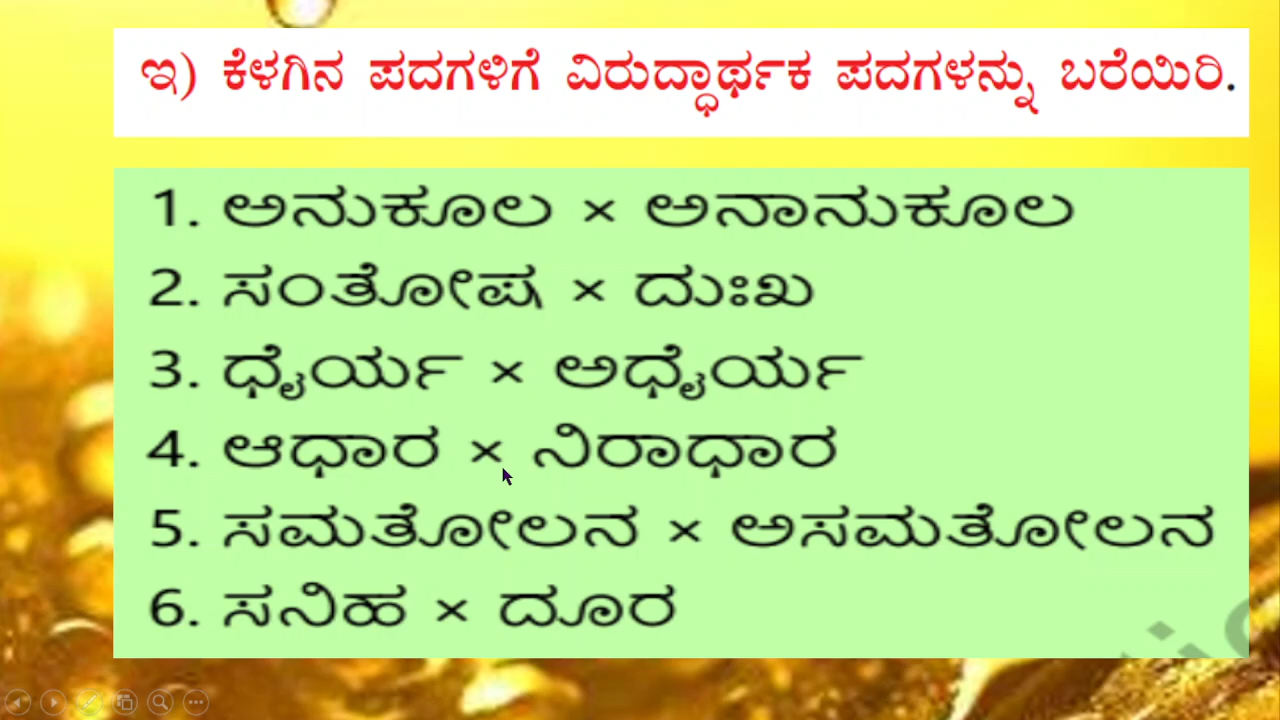 ಇ) ಕೆಳಗಿನ ಪದಗಳಿಗೆ ವಿರುದ್ಧಾರ್ಥಕ ಪದಗಳನ್ನು ಬರೆಯಿರಿ.
1. ಅನುಕೂಲ × ಅನಾನುಕೂಲ
2. ಸಂತೋಷ × ದುಃಖ
3. ಧೈರ್ಯ × ಅಧೈರ್ಯ
4. ಆಧಾರ × ನಿರಾಧಾರ
5. ಸಮತೋಲನ × ಅಸಮತೋಲನ
6. ಸನಿಹ × ದೂರ